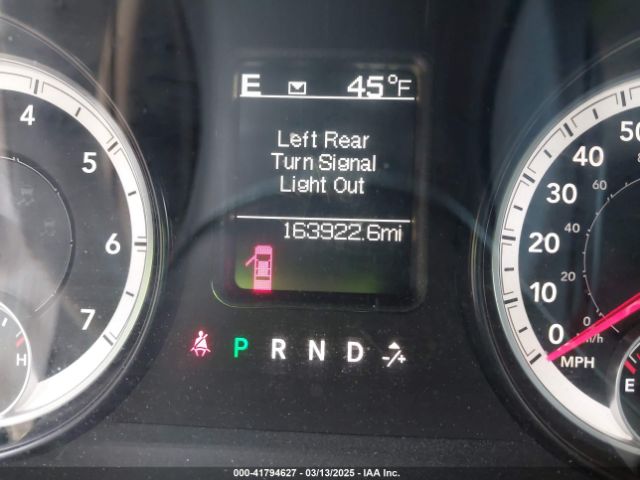 E 45°F
Left Rear
Turn Signal
Light Out
163922.6mi
4
5
6
7
H
P R N D -/+
50
40
30
20
10
0
MPH
60
40
20
0
E
000-41794627 - 03/13/2025 - IAA Inc.